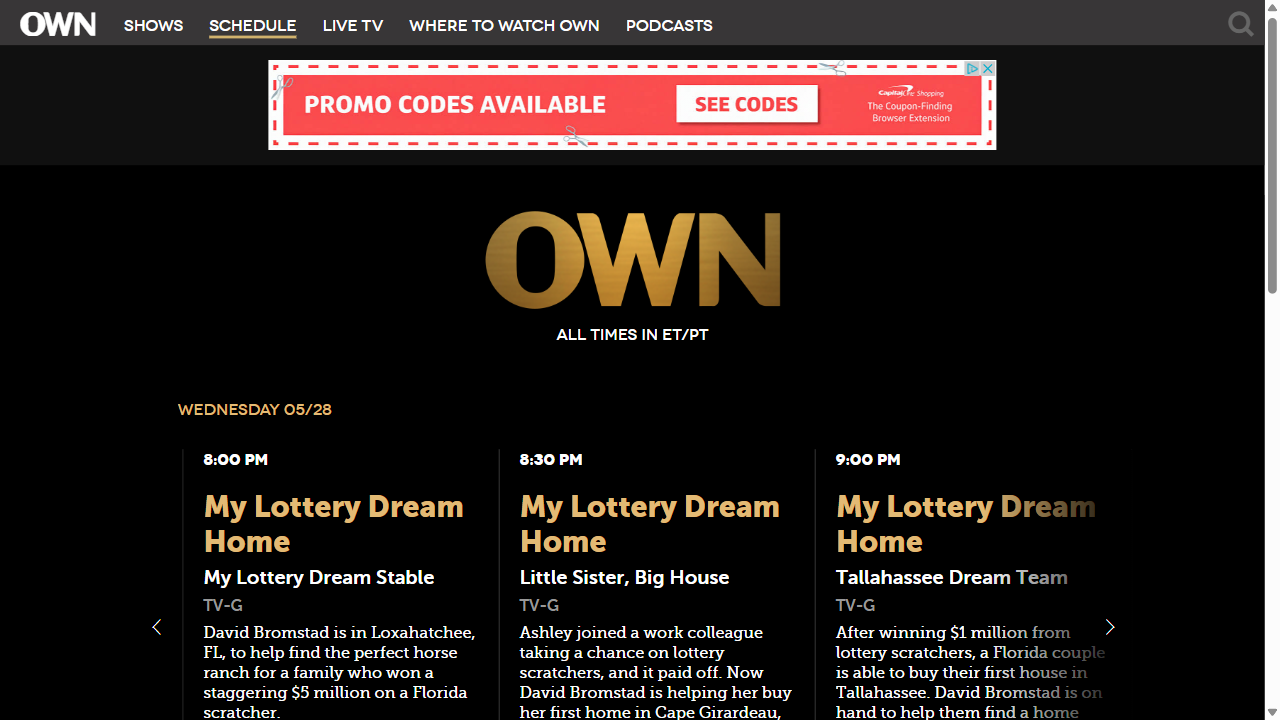 OWN SHOWS SCHEDULE LIVE TV WHERE TO WATCH OWN PODCASTS
PROMO CODES AVAILABLE SEE CODES
Capital One Shopping
The Coupon-Finding
Browser Extension
OWN
ALL TIMES IN ET/PT
WEDNESDAY 05/28
8:00 PM
My Lottery Dream
Home
My Lottery Dream Stable
TV-G
David Bromstad is in Loxahatchee,
FL, to help find the perfect horse
ranch for a family who won a
staggering $5 million on a Florida
scratcher.
8:30 PM
My Lottery Dream
Home
Little Sister, Big House
TV-G
Ashley joined a work colleague
taking a chance on lottery
scratchers, and it paid off. Now
David Bromstad is helping her buy
her first home in Cape Girardeau,
9:00 PM
My Lottery Dream
Home
Tallahassee Dream Team
TV-G
After winning $1 million from
lottery scratchers, a Florida couple
is able to buy their first house in
Tallahassee. David Bromstad is on
hand to help them find a home